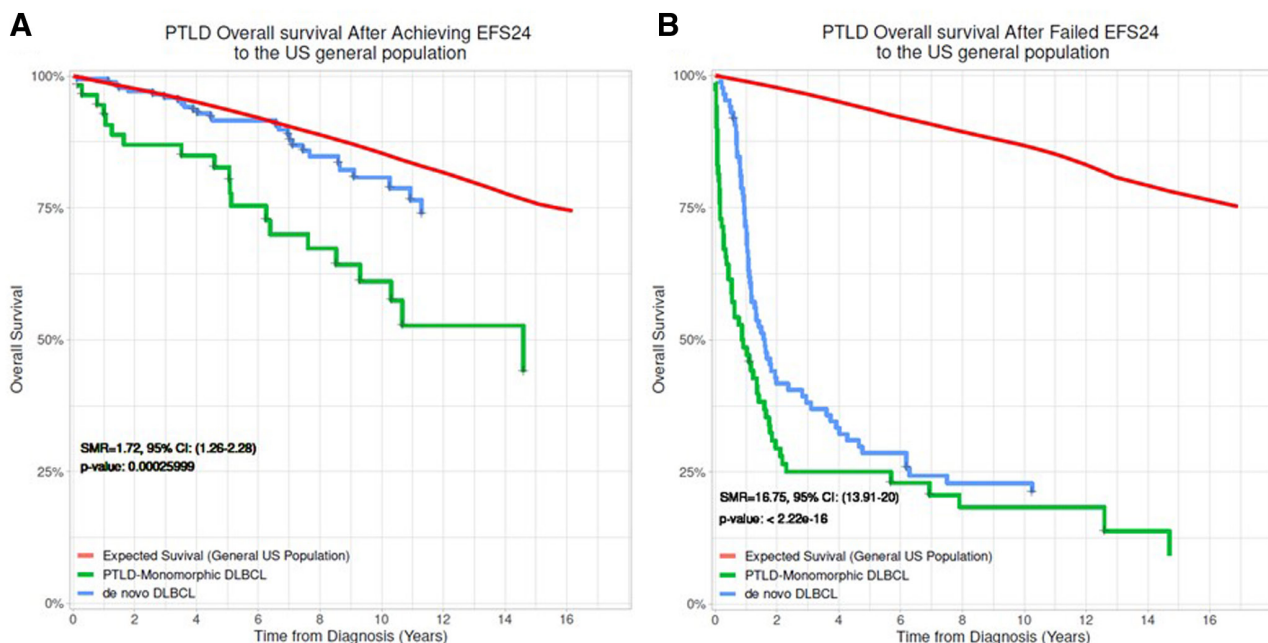 A
PTLD Overall survival After Achieving EFS24
to the US general population
100%
75%
50%
25%
0%
Overall Survival
SMR=1.72, 95% CI: (1.26-2.28)
p-value: 0.00025999
Expected Suvival (General US Population)
PTLD-Monomorphic DLBCL
de novo DLBCL
0 2 4 6 8 10 12 14 16
Time from Diagnosis (Years)
B
PTLD Overall survival After Failed EFS24
to the US general population
100%
75%
50%
25%
0%
Overall Survival
SMR=16.75, 95% CI: (13.91-20)
p-value: < 2.22e-16
Expected Suvival (General US Population)
PTLD-Monomorphic DLBCL
de novo DLBCL
0 2 4 6 8 10 12 14 16
Time from Diagnosis (Years)